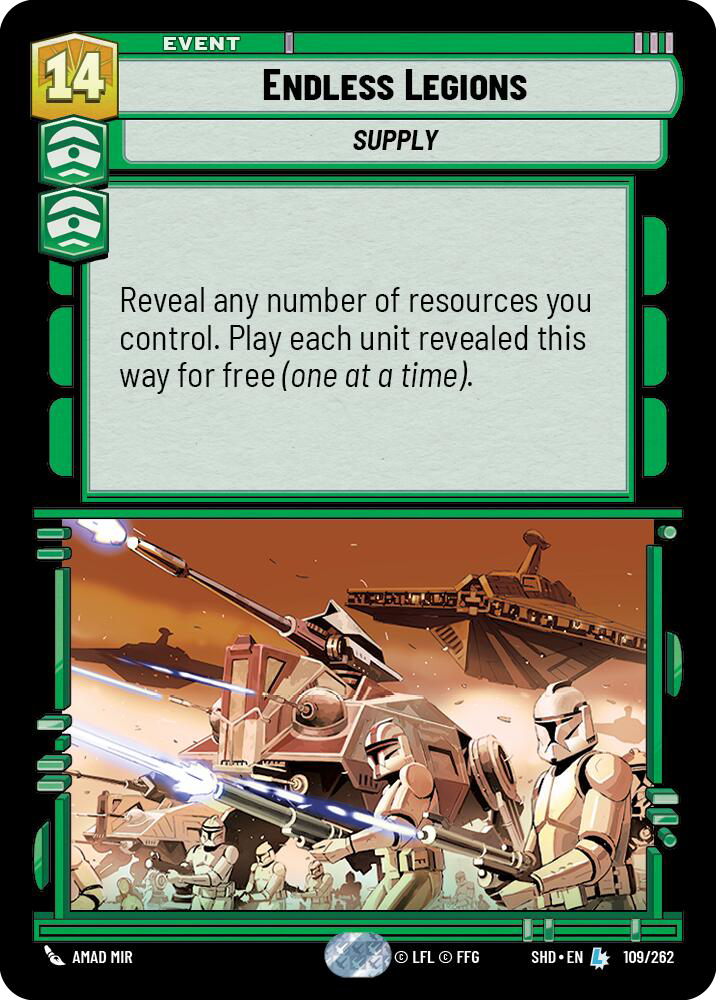 EVENT
14
ENDLESS LEGIONS
SUPPLY
Reveal any number of resources you
control. Play each unit revealed this
way for free (one at a time).
AMAD MIR
© LFL © FFG
SHD • EN L 109/262